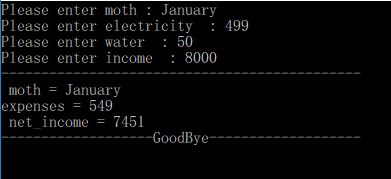 Please enter moth : January
Please enter electricity  : 499
Please enter water  : 50
Please enter income  : 8000
----------------------------------------
 moth = January
expenses = 549
 net_income = 7451
-----------------GoodBye-----------------